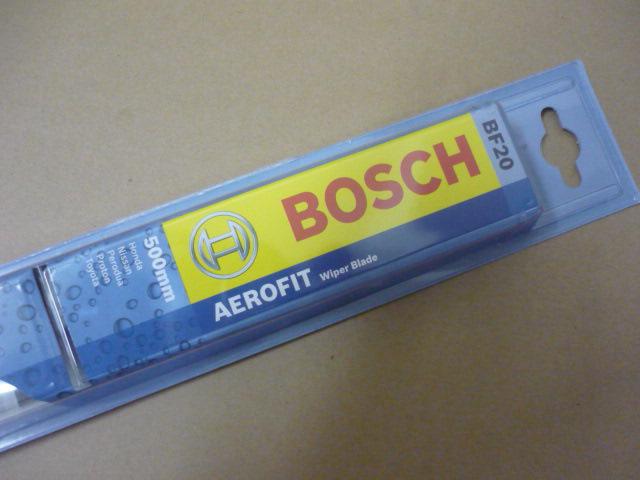 BOSCH
BF20
AEROFIT Wiper Blade
500mm
Honda
Nissan
Perodua
Proton
Toyota